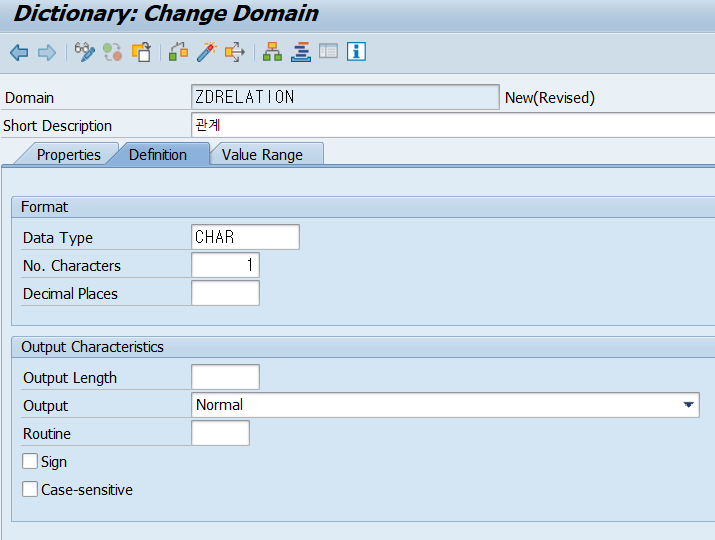 Dictionary: Change Domain
Domain ZDRELATION New(Revised)
Short Description 관계
Properties Definition Value Range
Format
Data Type CHAR
No. Characters 1
Decimal Places
Output Characteristics
Output Length
Output Normal
Routine
Sign
Case-sensitive